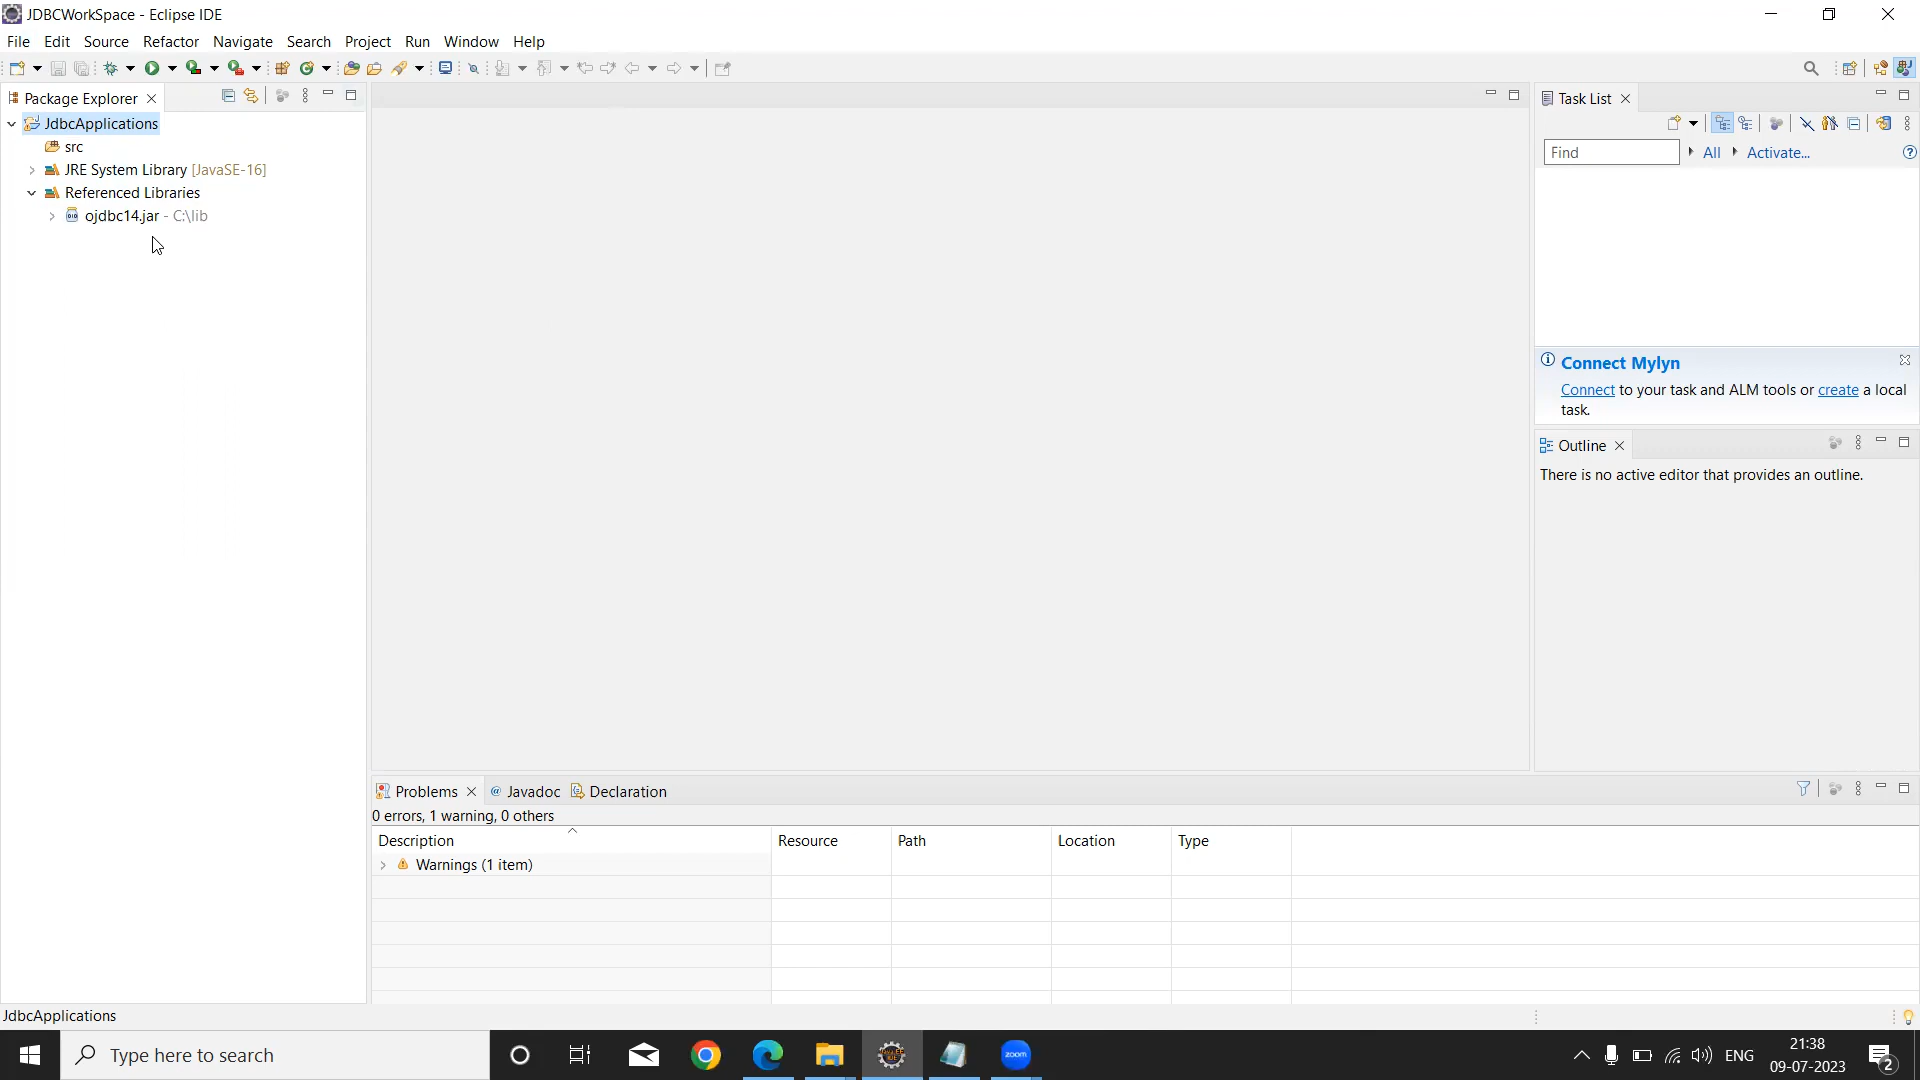 JDBCWorkSpace - Eclipse IDE
File Edit Source Refactor Navigate Search Project Run Window Help
Package Explorer
JdbcApplications
src
JRE System Library [JavaSE-16]
Referenced Libraries
ojdbc14.jar - C:\lib
Task List
Find All Activate...
Connect Mylyn
Connect to your task and ALM tools or create a local
task.
Outline
There is no active editor that provides an outline.
Problems @ Javadoc Declaration
0 errors, 1 warning, 0 others
Description Resource Path Location Type
Warnings (1 item)
JdbcApplications
Type here to search
zoom
ENG
21:38
09-07-2023
2